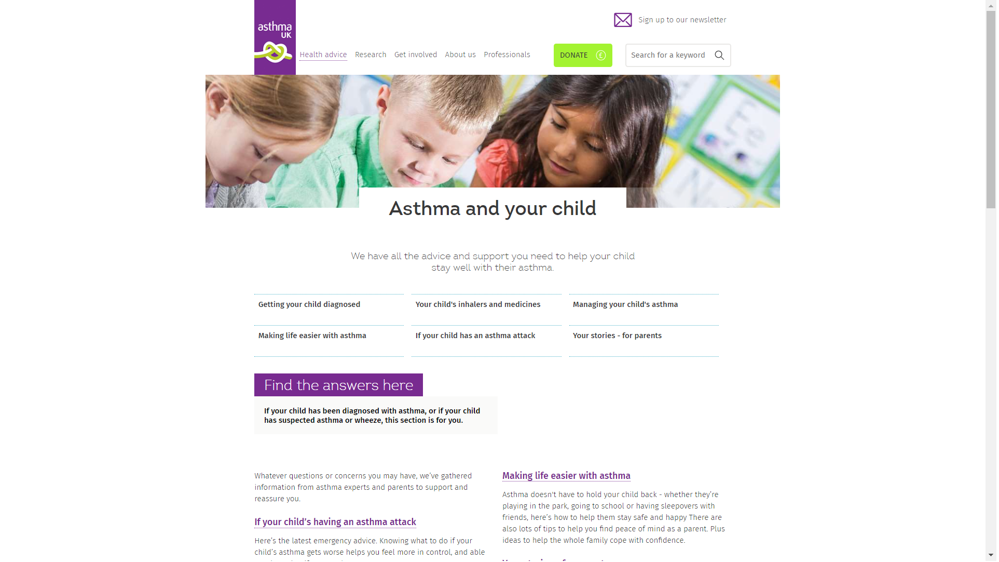 asthma
UK
Sign up to our newsletter
Health advice
Research
Get involved
About us
Professionals
DONATE £
Search for a keyword
Ee
Asthma and your child
We have all the advice and support you need to help your child
stay well with their asthma.
Getting your child diagnosed
Your child's inhalers and medicines
Managing your child's asthma
Making life easier with asthma
If your child has an asthma attack
Your stories - for parents
Find the answers here
If your child has been diagnosed with asthma, or if your child
has suspected asthma or wheeze, this section is for you.
Whatever questions or concerns you may have, we’ve gathered
information from asthma experts and parents to support and
reassure you.
If your child’s having an asthma attack
Here’s the latest emergency advice. Knowing what to do if your
child’s asthma gets worse helps you feel more in control, and able
Making life easier with asthma
Asthma doesn't have to hold your child back - whether they’re
playing in the park, going to school or having sleepovers with
friends, here’s how to help them stay safe and happy There are
also lots of tips to help you find peace of mind as a parent. Plus
ideas to help the whole family cope with confidence.